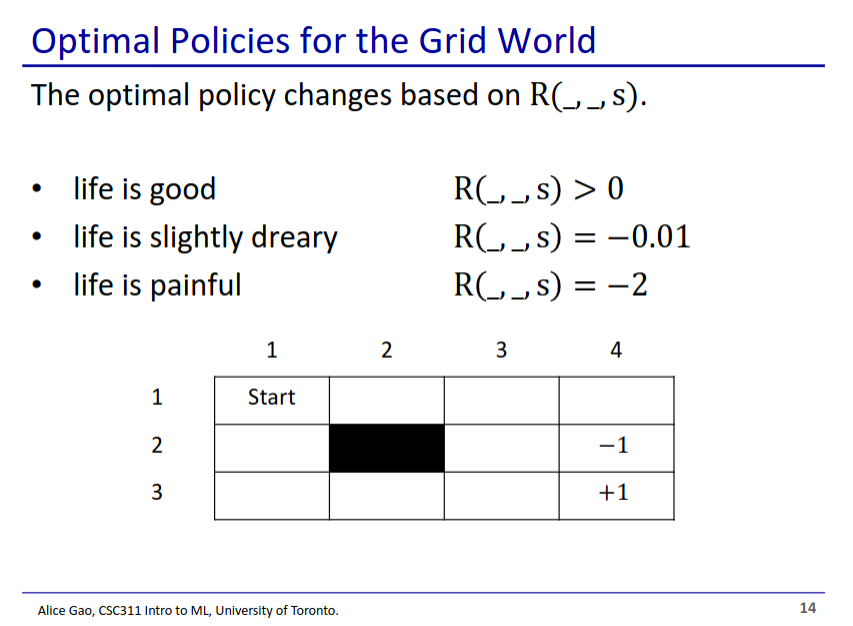 Optimal Policies for the Grid World
The optimal policy changes based on R(_, _, s).
• life is good R(_, _, s) > 0
• life is slightly dreary R(_, _, s) = −0.01
• life is painful R(_, _, s) = −2
1 2 3 4
1 Start
2 −1
3 +1
Alice Gao, CSC311 Intro to ML, University of Toronto. 14